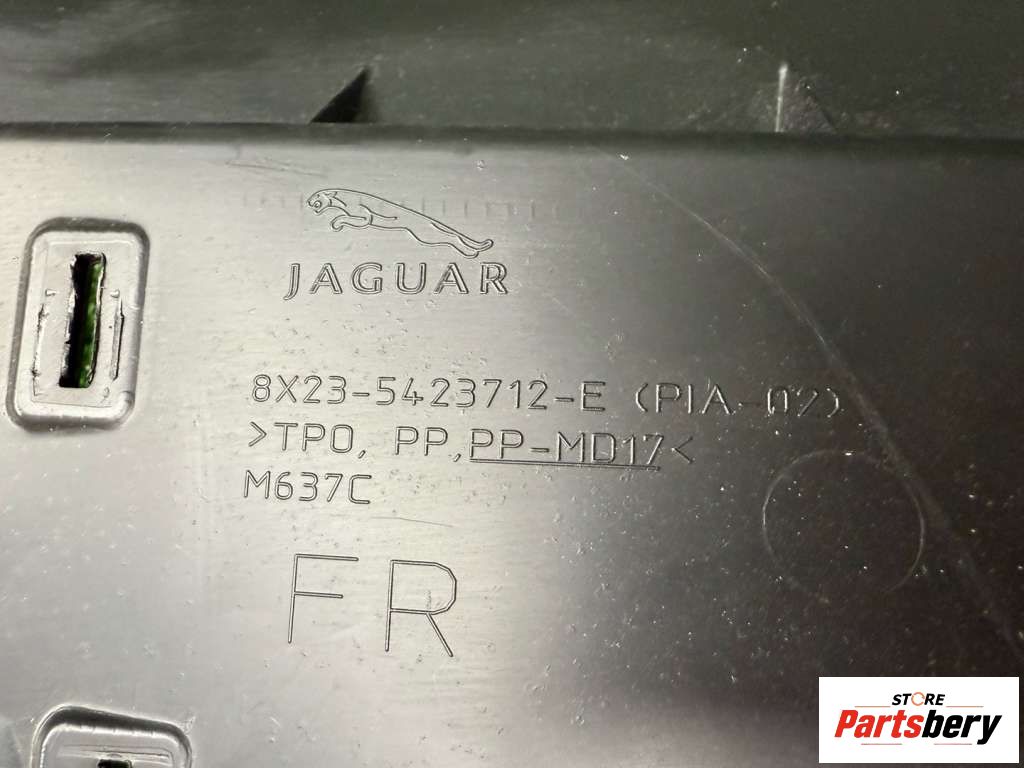 JAGUAR
8X23-5423712-E (PIA-02)
>TPO, PP, PP-MD17<
M637C
FR
STORE
Partsbery